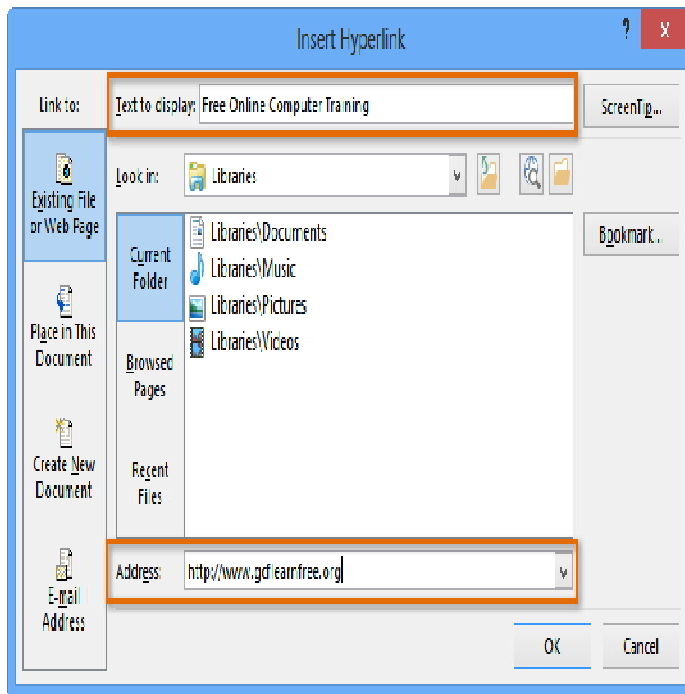 Insert Hyperlink
? X
Link to:
Text to display: Free Online Computer Training
ScreenTip...
Existing File
or Web Page
Look in: Libraries
Bookmark...
Current
Folder
Libraries\Documents
Libraries\Music
Libraries\Pictures
Libraries\Videos
Place in This
Document
Browsed
Pages
Create New
Document
Recent
Files
E-mail
Address
Address: http://www.gcflearnfree.org
OK
Cancel